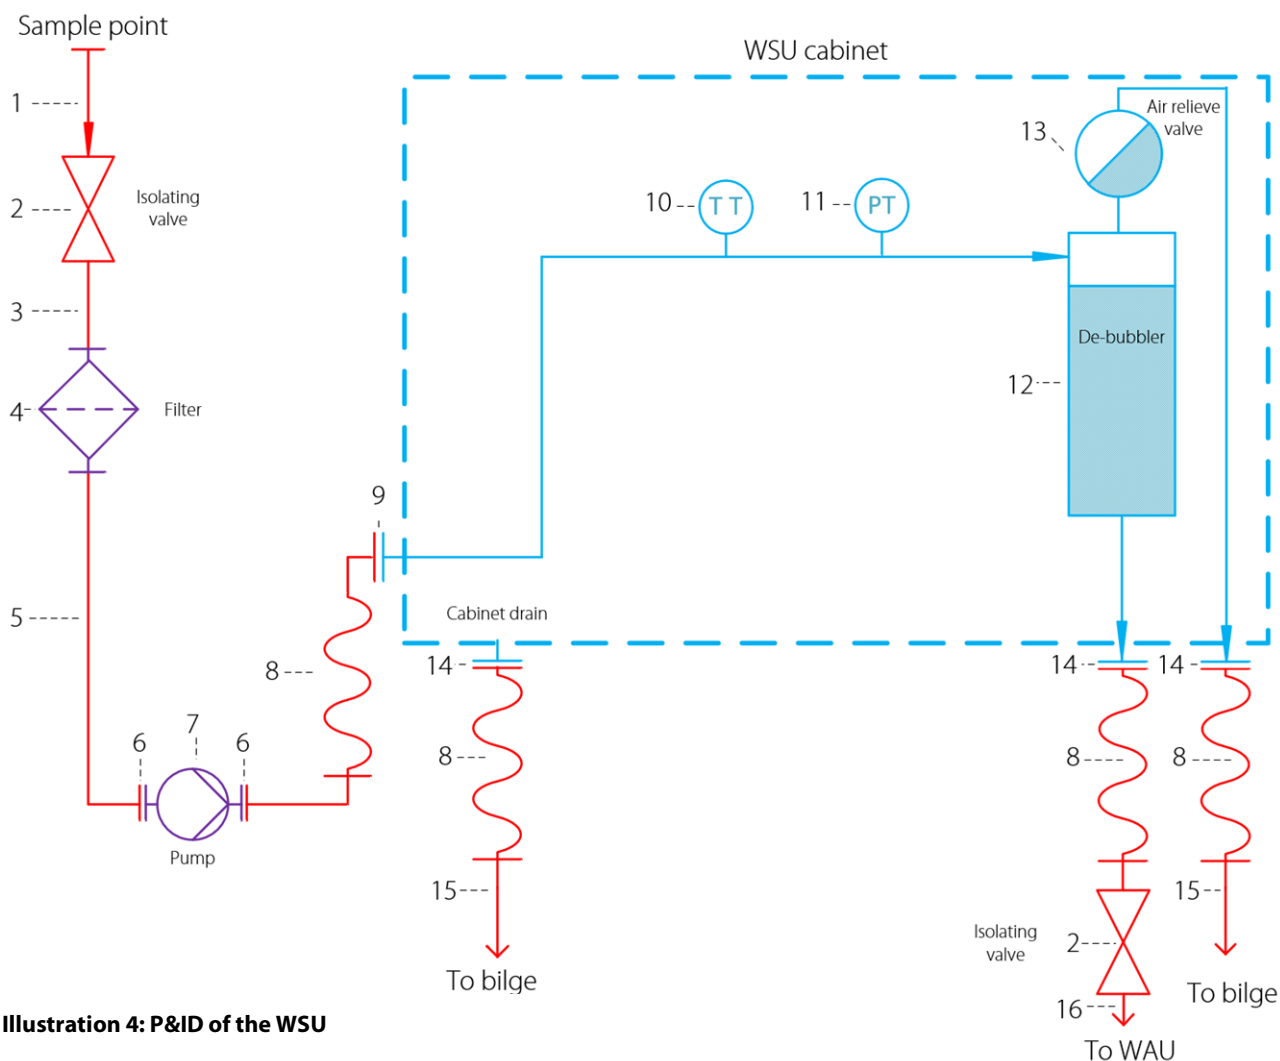 Sample point
WSU cabinet
1
Air relieve
valve
13
Isolating
valve
2
10
TT
11
PT
3
De-bubbler
12
4
Filter
9
5
Cabinet drain
14
14
14
8
7
6
6
8
8
8
Pump
15
15
Isolating
valve
2
To bilge
To bilge
16
Illustration 4: P&ID of the WSU
To WAU